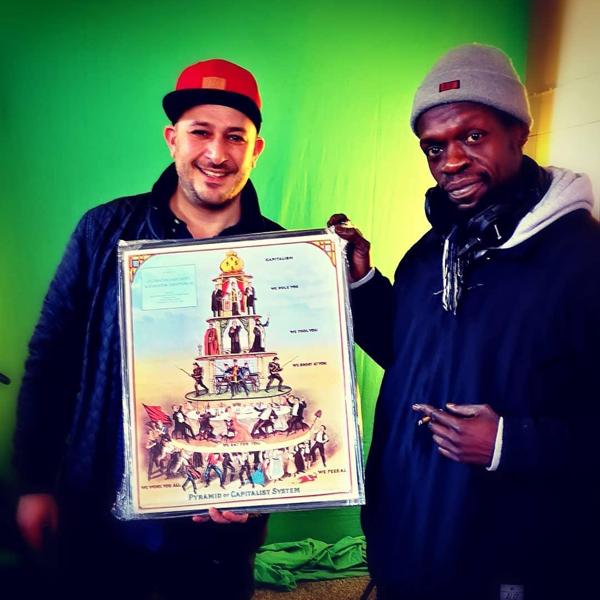 CAPITALISM
WE RULE YOU
WE FOOL YOU
WE SHOOT AT YOU
WE EAT FOR YOU
WE WORK FOR ALL
WE FEED ALL
PYRAMID OF CAPITALIST SYSTEM